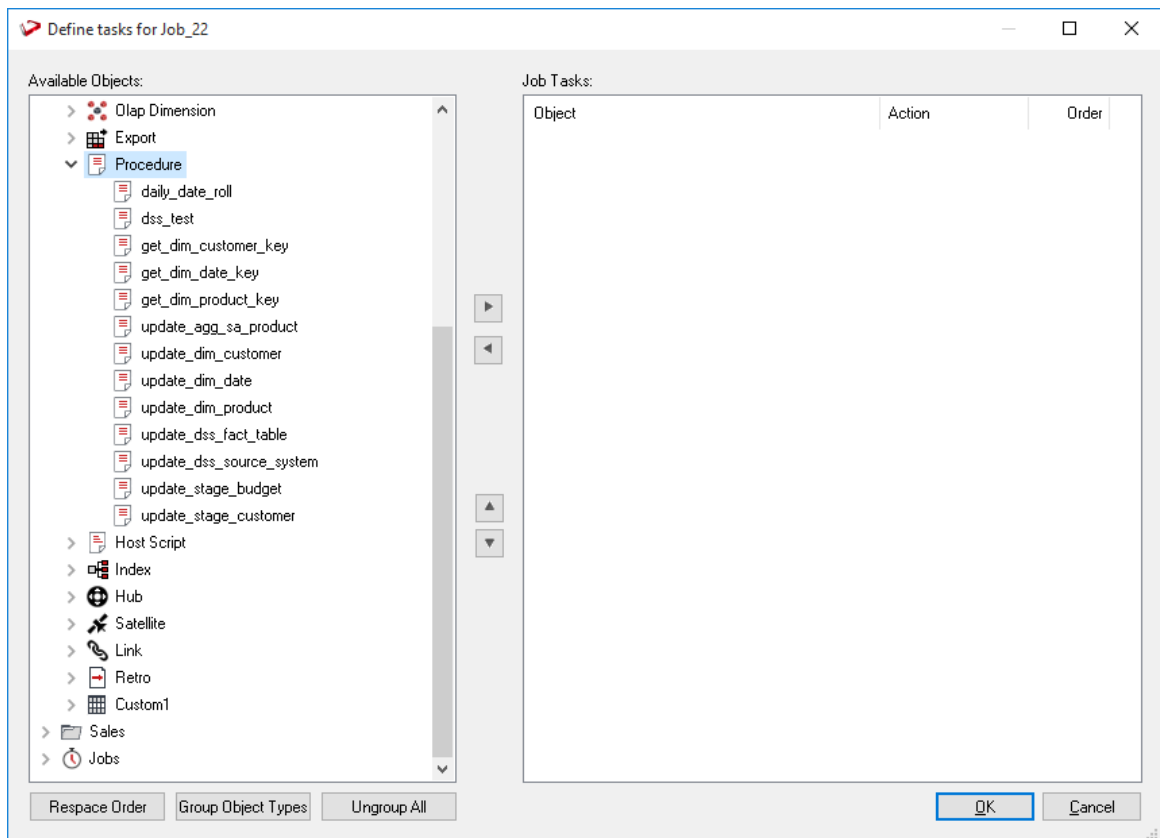 Define tasks for Job_22
Available Objects:
Job Tasks:
Olap Dimension
Export
Procedure
daily_date_roll
dss_test
get_dim_customer_key
get_dim_date_key
get_dim_product_key
update_agg_sa_product
update_dim_customer
update_dim_date
update_dim_product
update_dss_fact_table
update_dss_source_system
update_stage_budget
update_stage_customer
Host Script
Index
Hub
Satellite
Link
Retro
Custom1
Sales
Jobs
Object Action Order
Respace Order Group Object Types Ungroup All OK Cancel